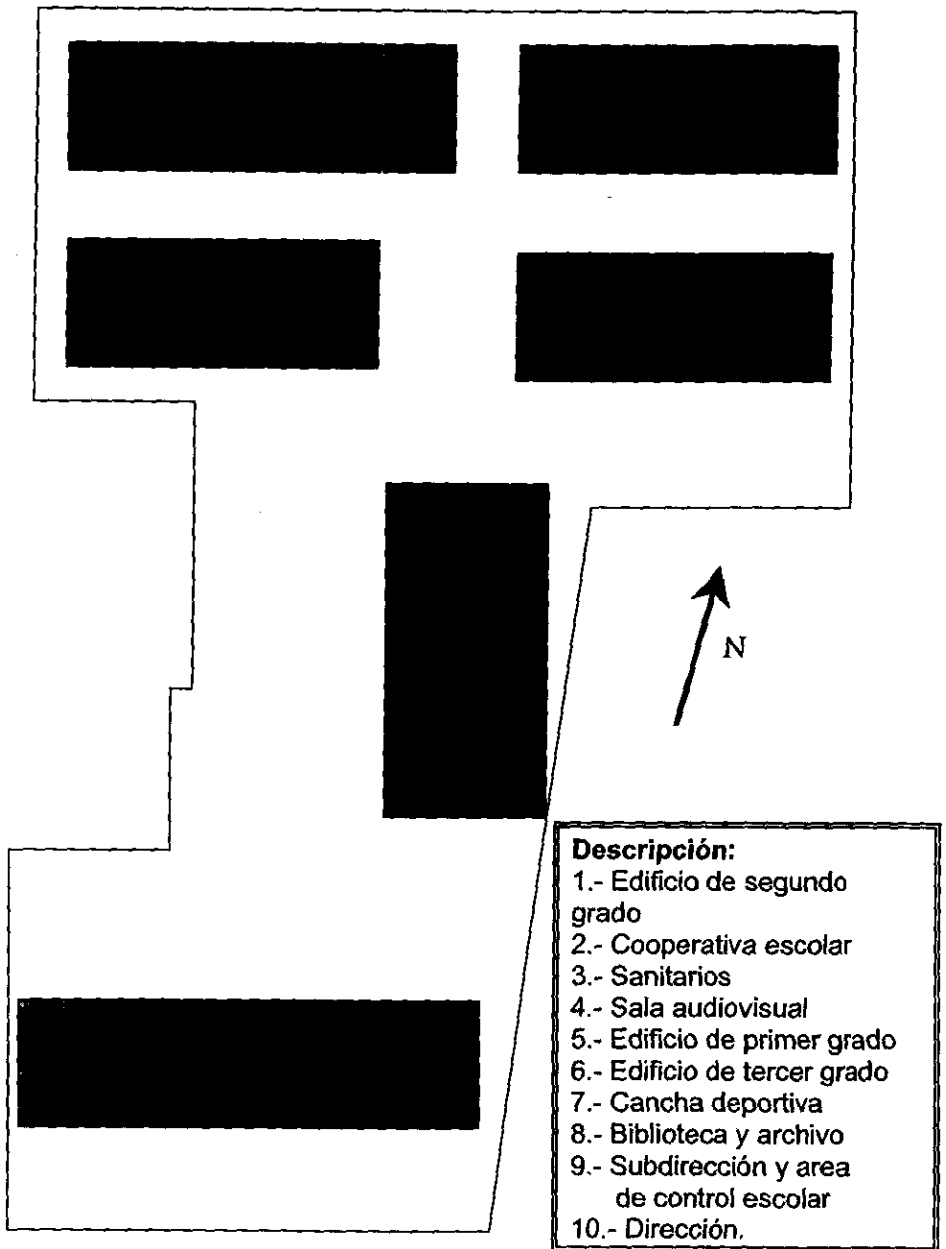 N
Descripción:
1.- Edificio de segundo
grado
2.- Cooperativa escolar
3.- Sanitarios
4.- Sala audiovisual
5.- Edificio de primer grado
6.- Edificio de tercer grado
7.- Cancha deportiva
8.- Biblioteca y archivo
9.- Subdirección y area
de control escolar
10.- Dirección.